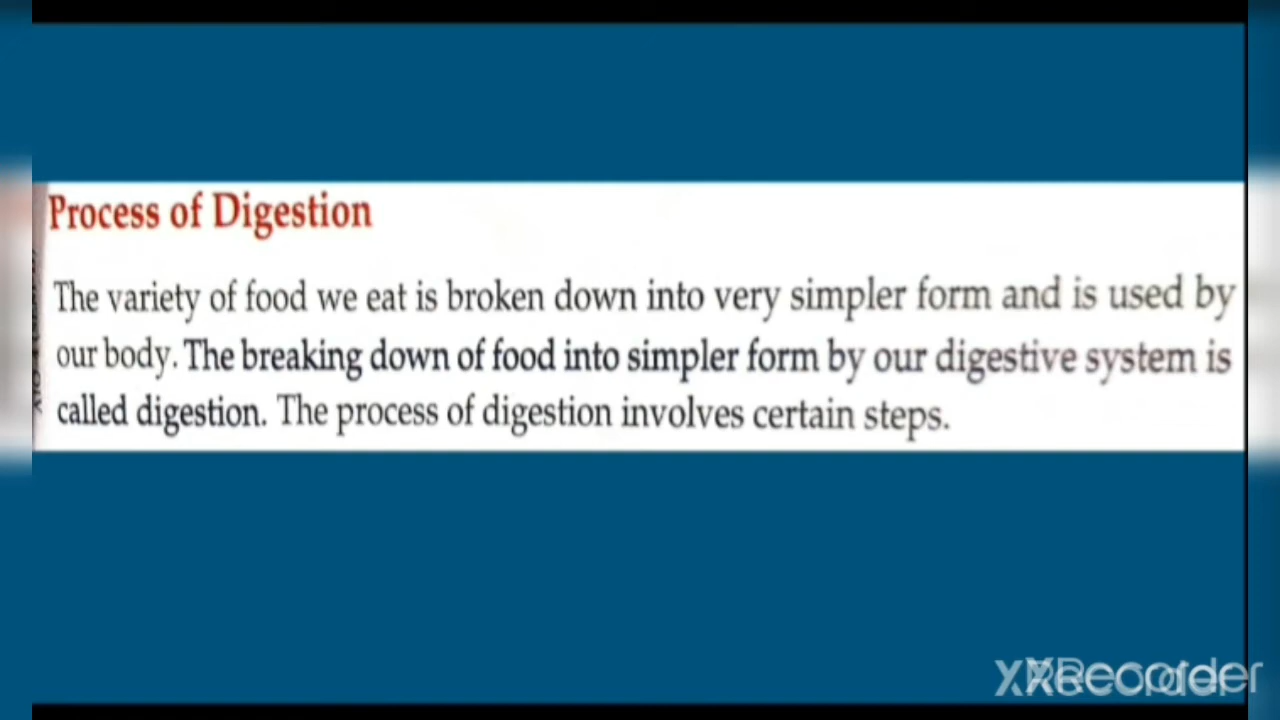 Process of Digestion
The variety of food we eat is broken down into very simpler form and is used by
our body. The breaking down of food into simpler form by our digestive system is
called digestion. The process of digestion involves certain steps.
XRecorder